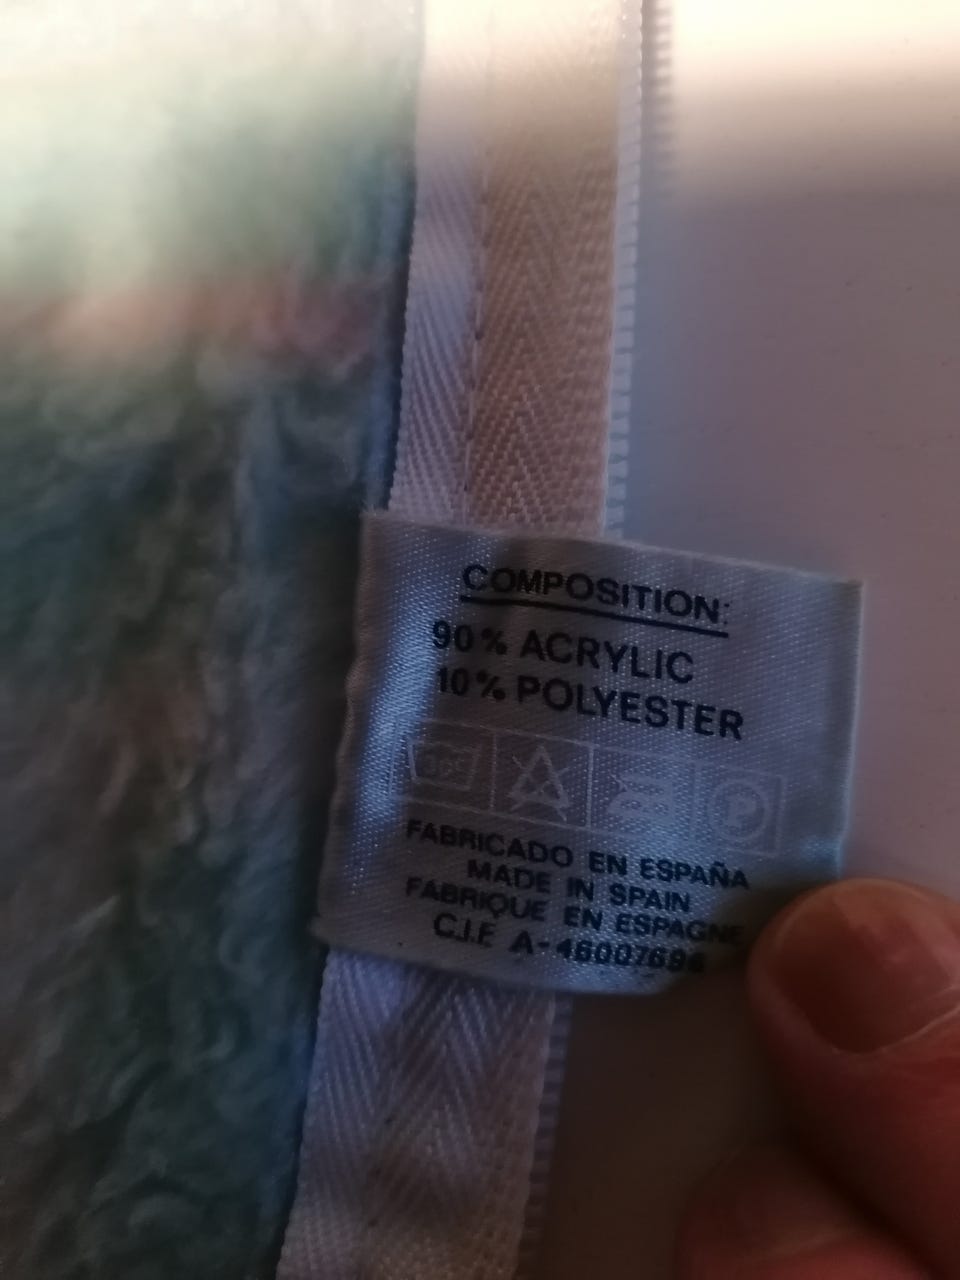 COMPOSITION:
90% ACRYLIC
10% POLYESTER
P
FABRICADO EN ESPAÑA
MADE IN SPAIN
FABRIQUE EN ESPAGNE
C.I.F A-